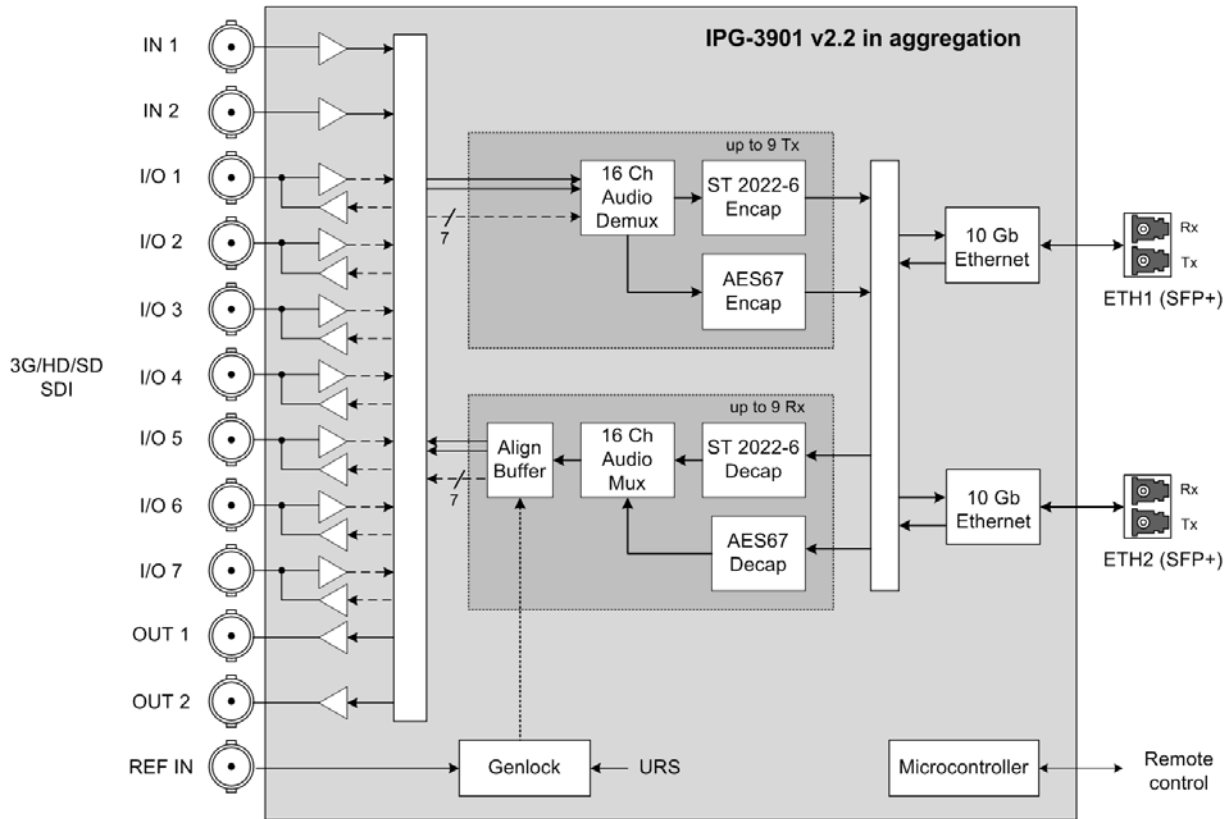 IPG-3901 v2.2 in aggregation
IN 1
IN 2
I/O 1
I/O 2
I/O 3
I/O 4
I/O 5
I/O 6
I/O 7
OUT 1
OUT 2
REF IN
3G/HD/SD
SDI
up to 9 Tx
16 Ch
Audio
Demux
ST 2022-6
Encap
AES67
Encap
7
up to 9 Rx
Align
Buffer
16 Ch
Audio
Mux
ST 2022-6
Decap
AES67
Decap
7
10 Gb
Ethernet
Rx
Tx
ETH1 (SFP+)
10 Gb
Ethernet
Rx
Tx
ETH2 (SFP+)
Genlock
URS
Microcontroller
Remote
control